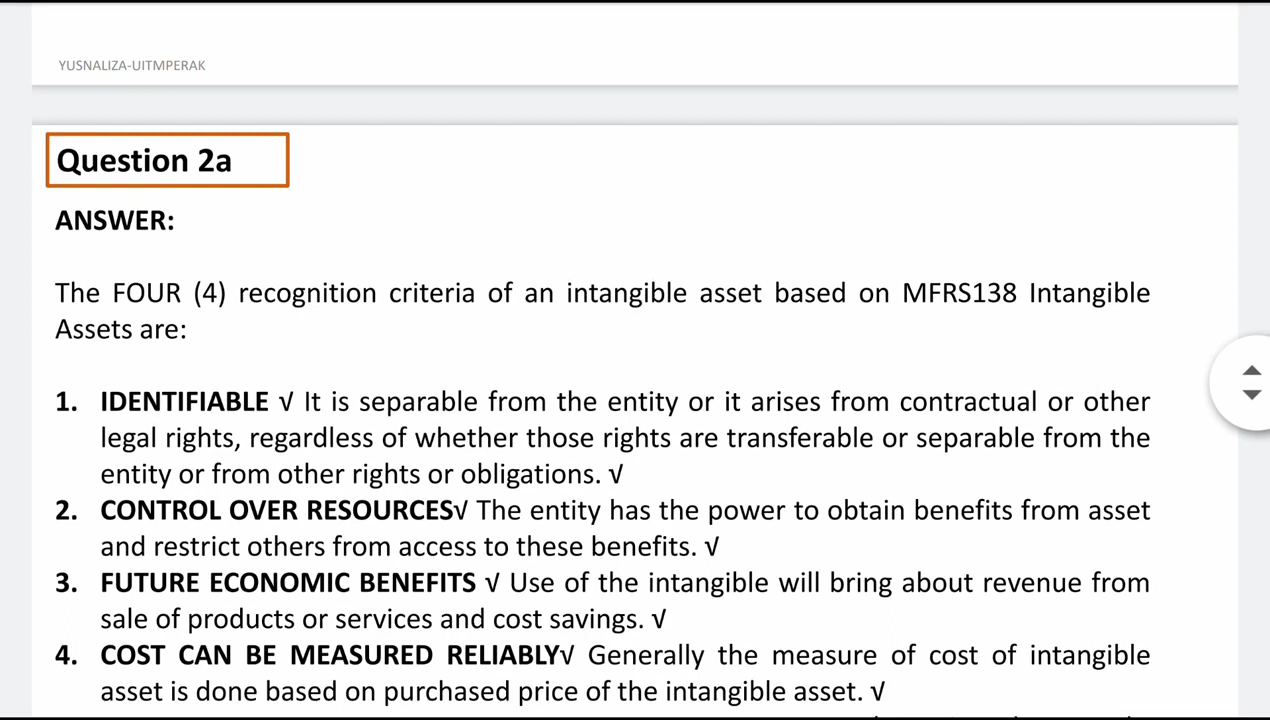 YUSNALIZA-UITMPERAK
Question 2a
ANSWER:
The FOUR (4) recognition criteria of an intangible asset based on MFRS138 Intangible
Assets are:
1. IDENTIFIABLE √ It is separable from the entity or it arises from contractual or other
legal rights, regardless of whether those rights are transferable or separable from the
entity or from other rights or obligations. √
2. CONTROL OVER RESOURCES√ The entity has the power to obtain benefits from asset
and restrict others from access to these benefits. √
3. FUTURE ECONOMIC BENEFITS √ Use of the intangible will bring about revenue from
sale of products or services and cost savings. √
4. COST CAN BE MEASURED RELIABLY√ Generally the measure of cost of intangible
asset is done based on purchased price of the intangible asset. √